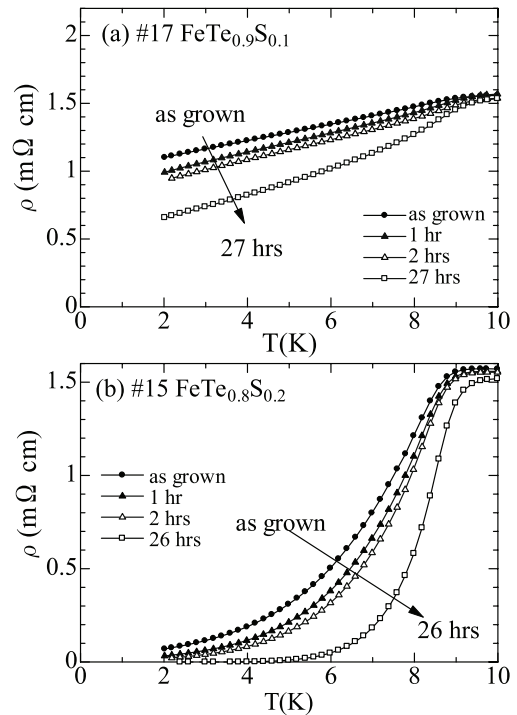 (a) #17 FeTe0.9S0.1
2
1.5
1
0.5
0
ρ (mΩ cm)
as grown
27 hrs
as grown
1 hr
2 hrs
27 hrs
0 2 4 6 8 10
T(K)
(b) #15 FeTe0.8S0.2
1.5
1
0.5
0
ρ (mΩ cm)
as grown
1 hr
2 hrs
26 hrs
as grown
26 hrs
0 2 4 6 8 10
T(K)